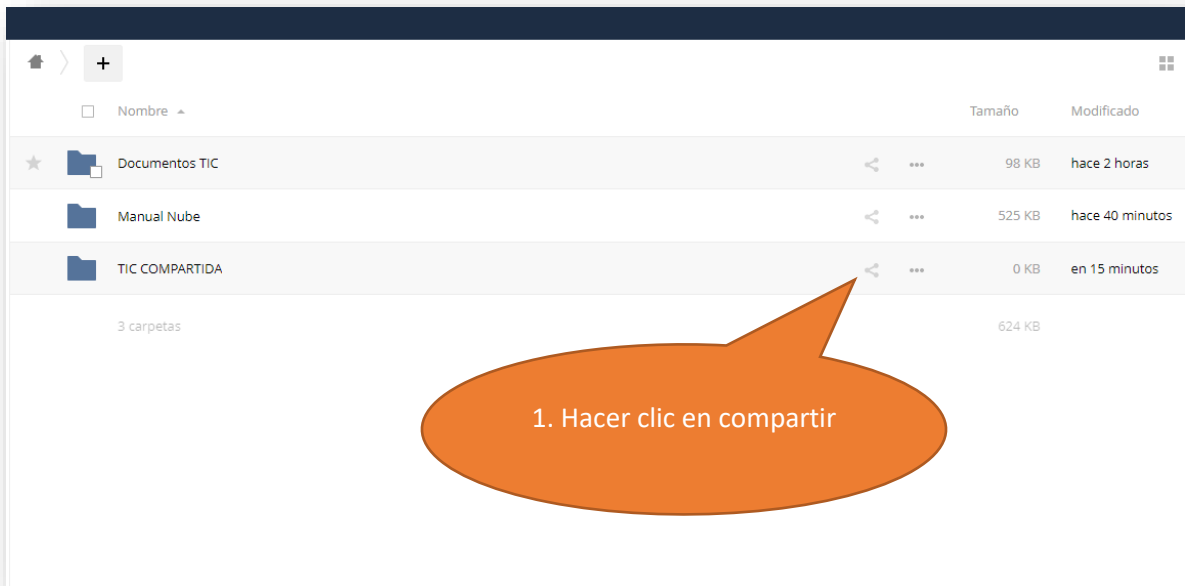 Nombre Tamaño Modificado
Documentos TIC 98 KB hace 2 horas
Manual Nube 525 KB hace 40 minutos
TIC COMPARTIDA 0 KB en 15 minutos
3 carpetas 624 KB
1. Hacer clic en compartir